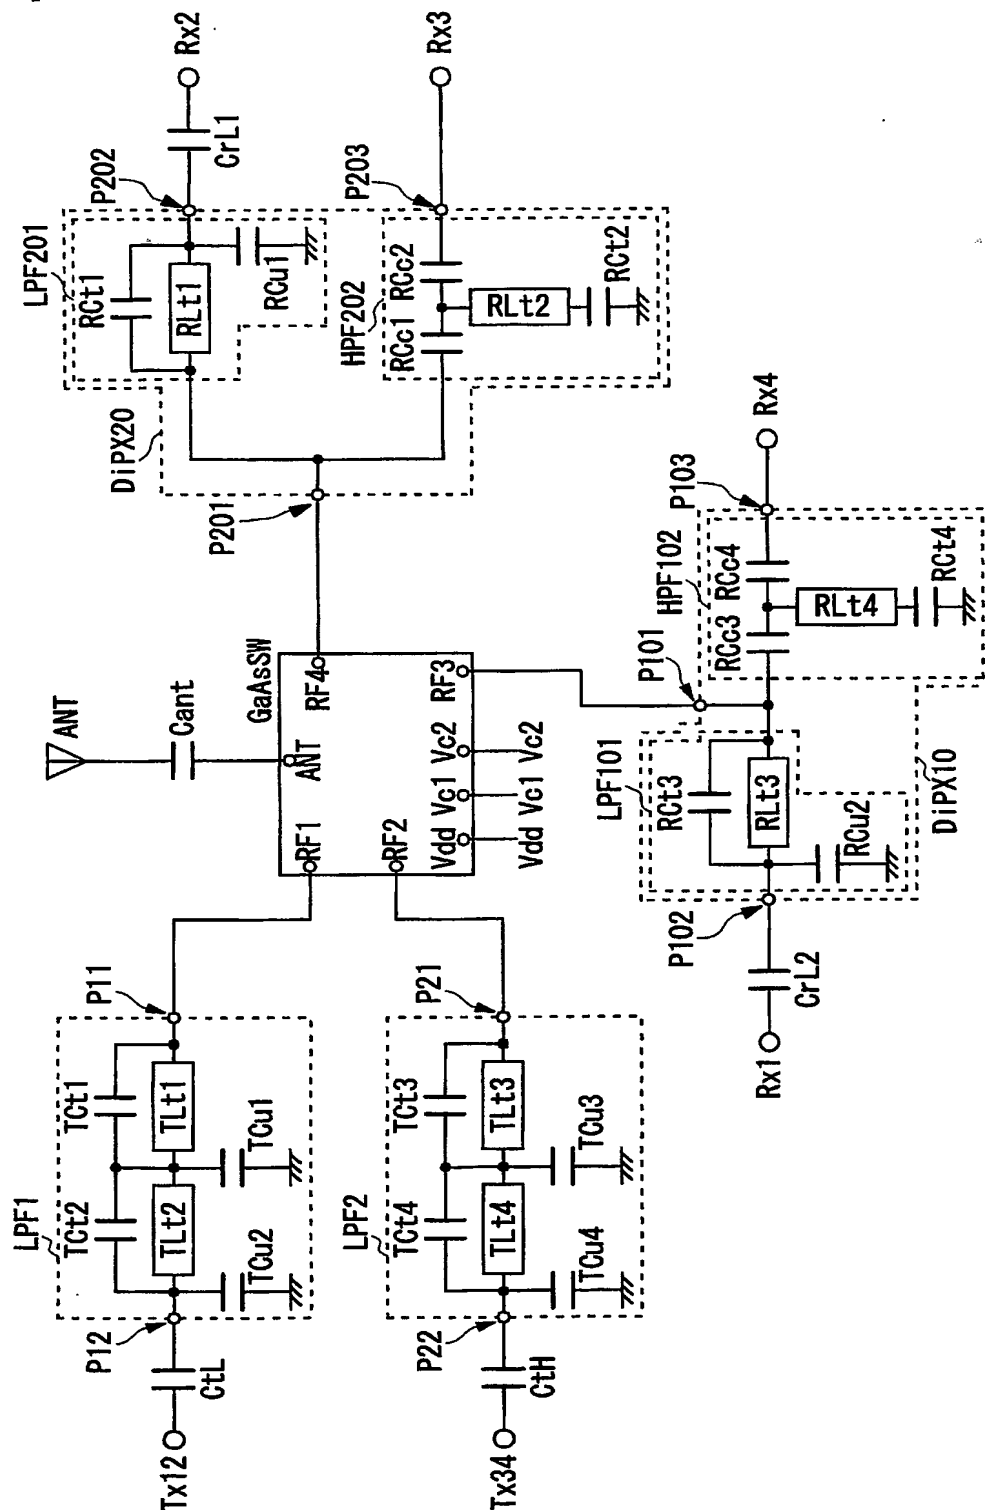 ANT
Cant
GaAsSW
ANT
RF1
RF2
RF3
RF4
Vdd Vc1 Vc2
Vdd Vc1 Vc2
LPF1
TCt2
TCt1
TLt2
TLt1
TCu2
TCu1
P12
P11
CtL
Tx12
LPF2
TCt4
TCt3
TLt4
TLt3
TCu4
TCu3
P22
P21
CtH
Tx34
DiPX20
P201
LPF201
RCt1
RLt1
RCu1
P202
CrL1
Rx2
HPF202
RCc1
RCc2
RLt2
RCt2
P203
Rx3
DiPX10
P101
LPF101
RCt3
RLt3
RCu2
P102
CrL2
Rx1
HPF102
RCc3
RCc4
RLt4
RCt4
P103
Rx4